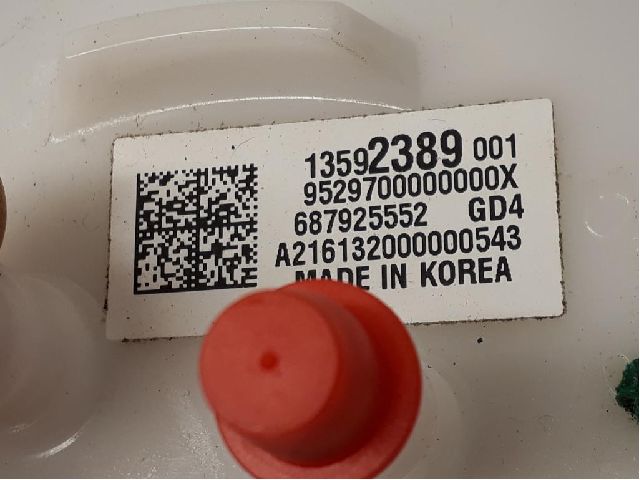 13592389 001
9529700000000X
687925552 GD4
A216132000000543
MADE IN KOREA